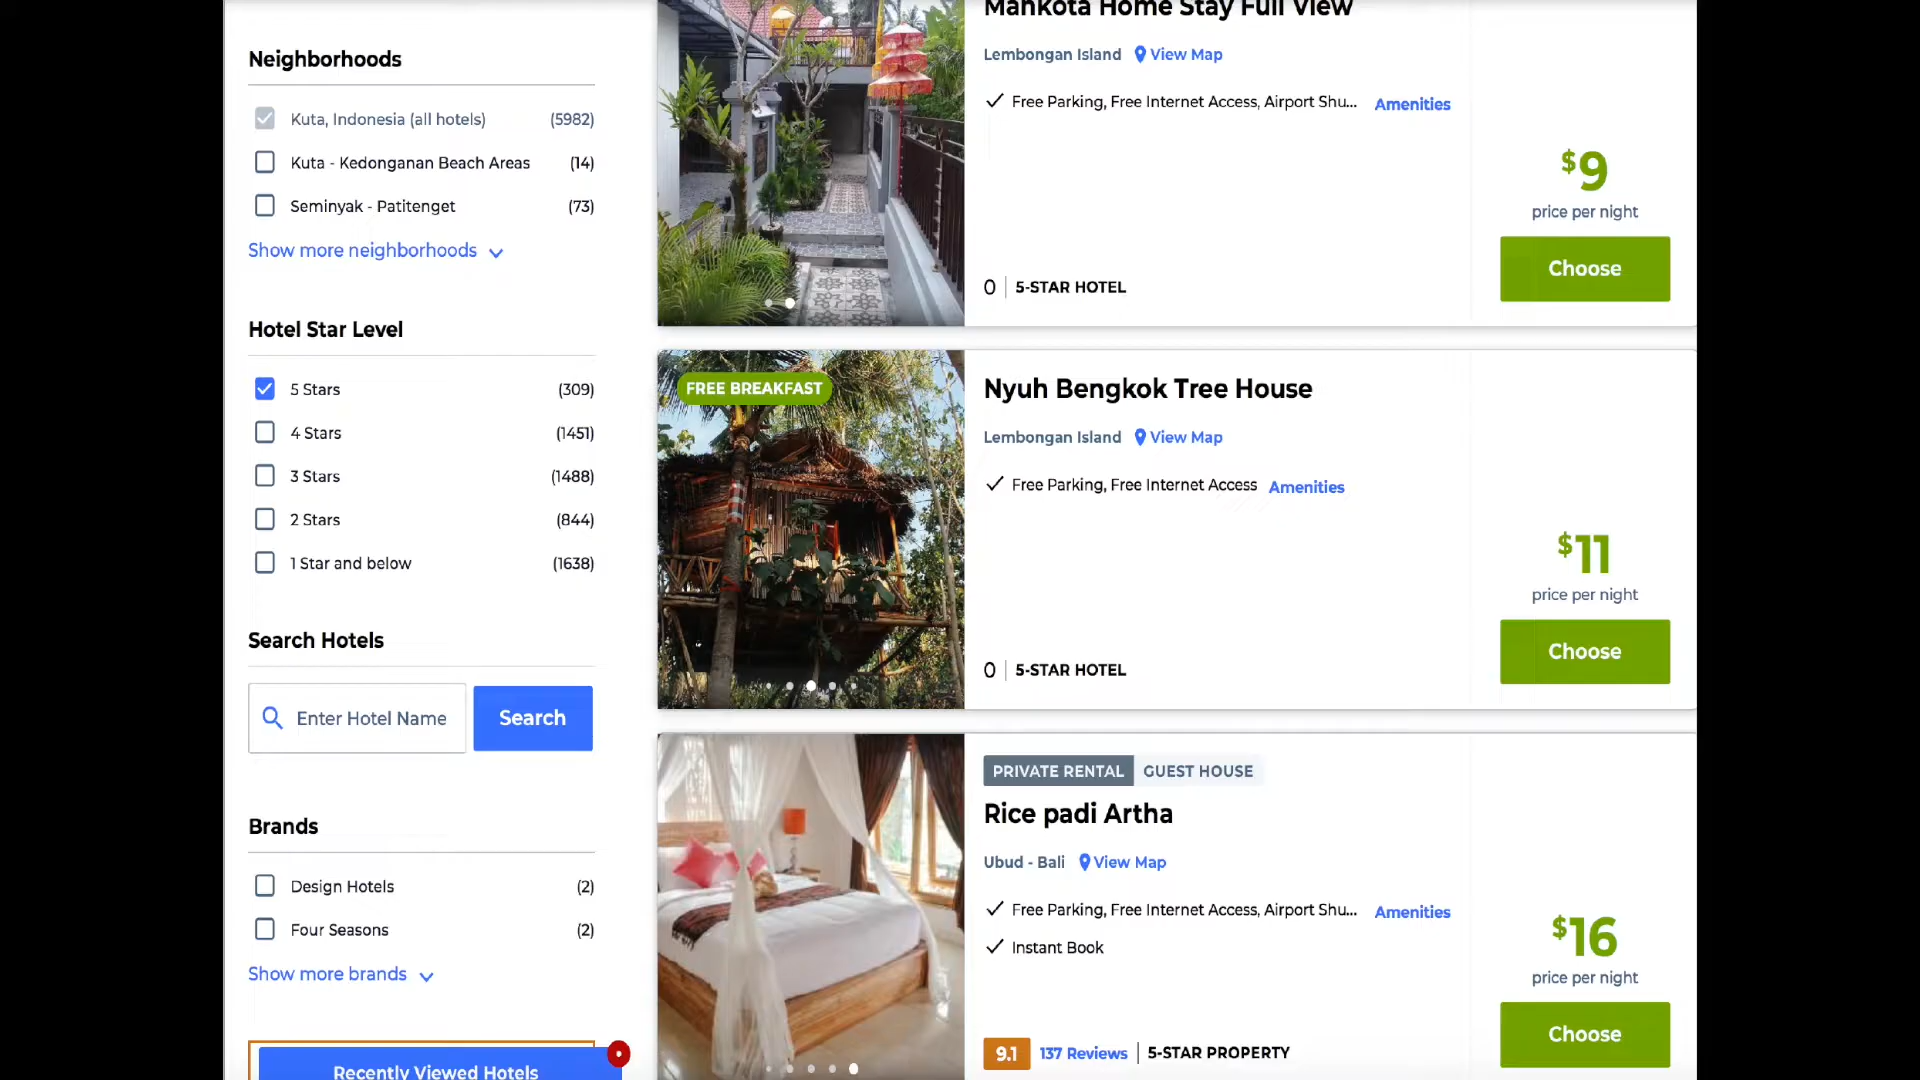 Neighborhoods
Kuta, Indonesia (all hotels) (5982)
Kuta - Kedonganan Beach Areas (14)
Seminyak - Patitenget (73)
Show more neighborhoods
Hotel Star Level
5 Stars (309)
4 Stars (1451)
3 Stars (1488)
2 Stars (844)
1 Star and below (1638)
Search Hotels
Enter Hotel Name
Search
Brands
Design Hotels (2)
Four Seasons (2)
Show more brands
Recently Viewed Hotels
Mahkota Home Stay Full View
Lembongan Island View Map
Free Parking, Free Internet Access, Airport Shu... Amenities
0 5-STAR HOTEL
$9
price per night
Choose
FREE BREAKFAST
Nyuh Bengkok Tree House
Lembongan Island View Map
Free Parking, Free Internet Access Amenities
0 5-STAR HOTEL
$11
price per night
Choose
PRIVATE RENTAL GUEST HOUSE
Rice padi Artha
Ubud - Bali View Map
Free Parking, Free Internet Access, Airport Shu... Amenities
Instant Book
9.1 137 Reviews 5-STAR PROPERTY
$16
price per night
Choose